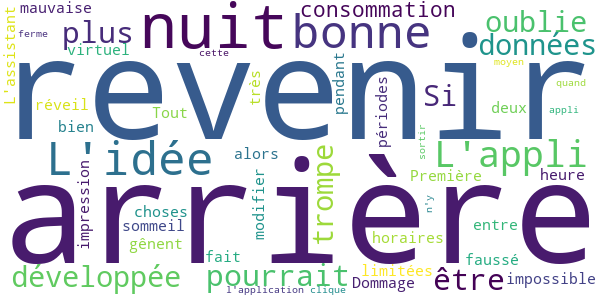 mauvaise
consommation
L'assistant
ferme
plus
nuit
bonne
oublie
virtuel
cette
données
revenir
moyen
quand
réveil
Tout
très
pendant
périodes
Si
deux
appli
bien
sortir
L'idée
alors
L'appli
impression
trompe
Première
heure
arrière
modifier
n'y
choses
sommeil
entre
gênent
horaires
fait
faussé
développée
pourrait
limitées
être
impossible
Dommage
l'application
clique